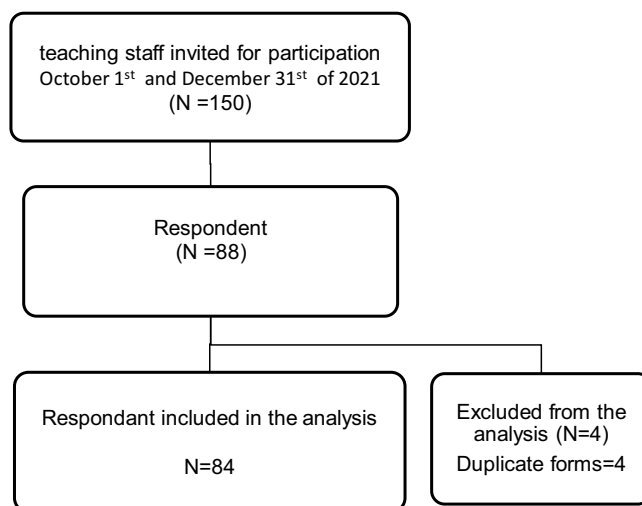 teaching staff invited for participation
October 1st and December 31st of 2021
(N =150)
Respondent
(N =88)
Respondant included in the analysis
N=84
Excluded from the
analysis (N=4)
Duplicate forms=4